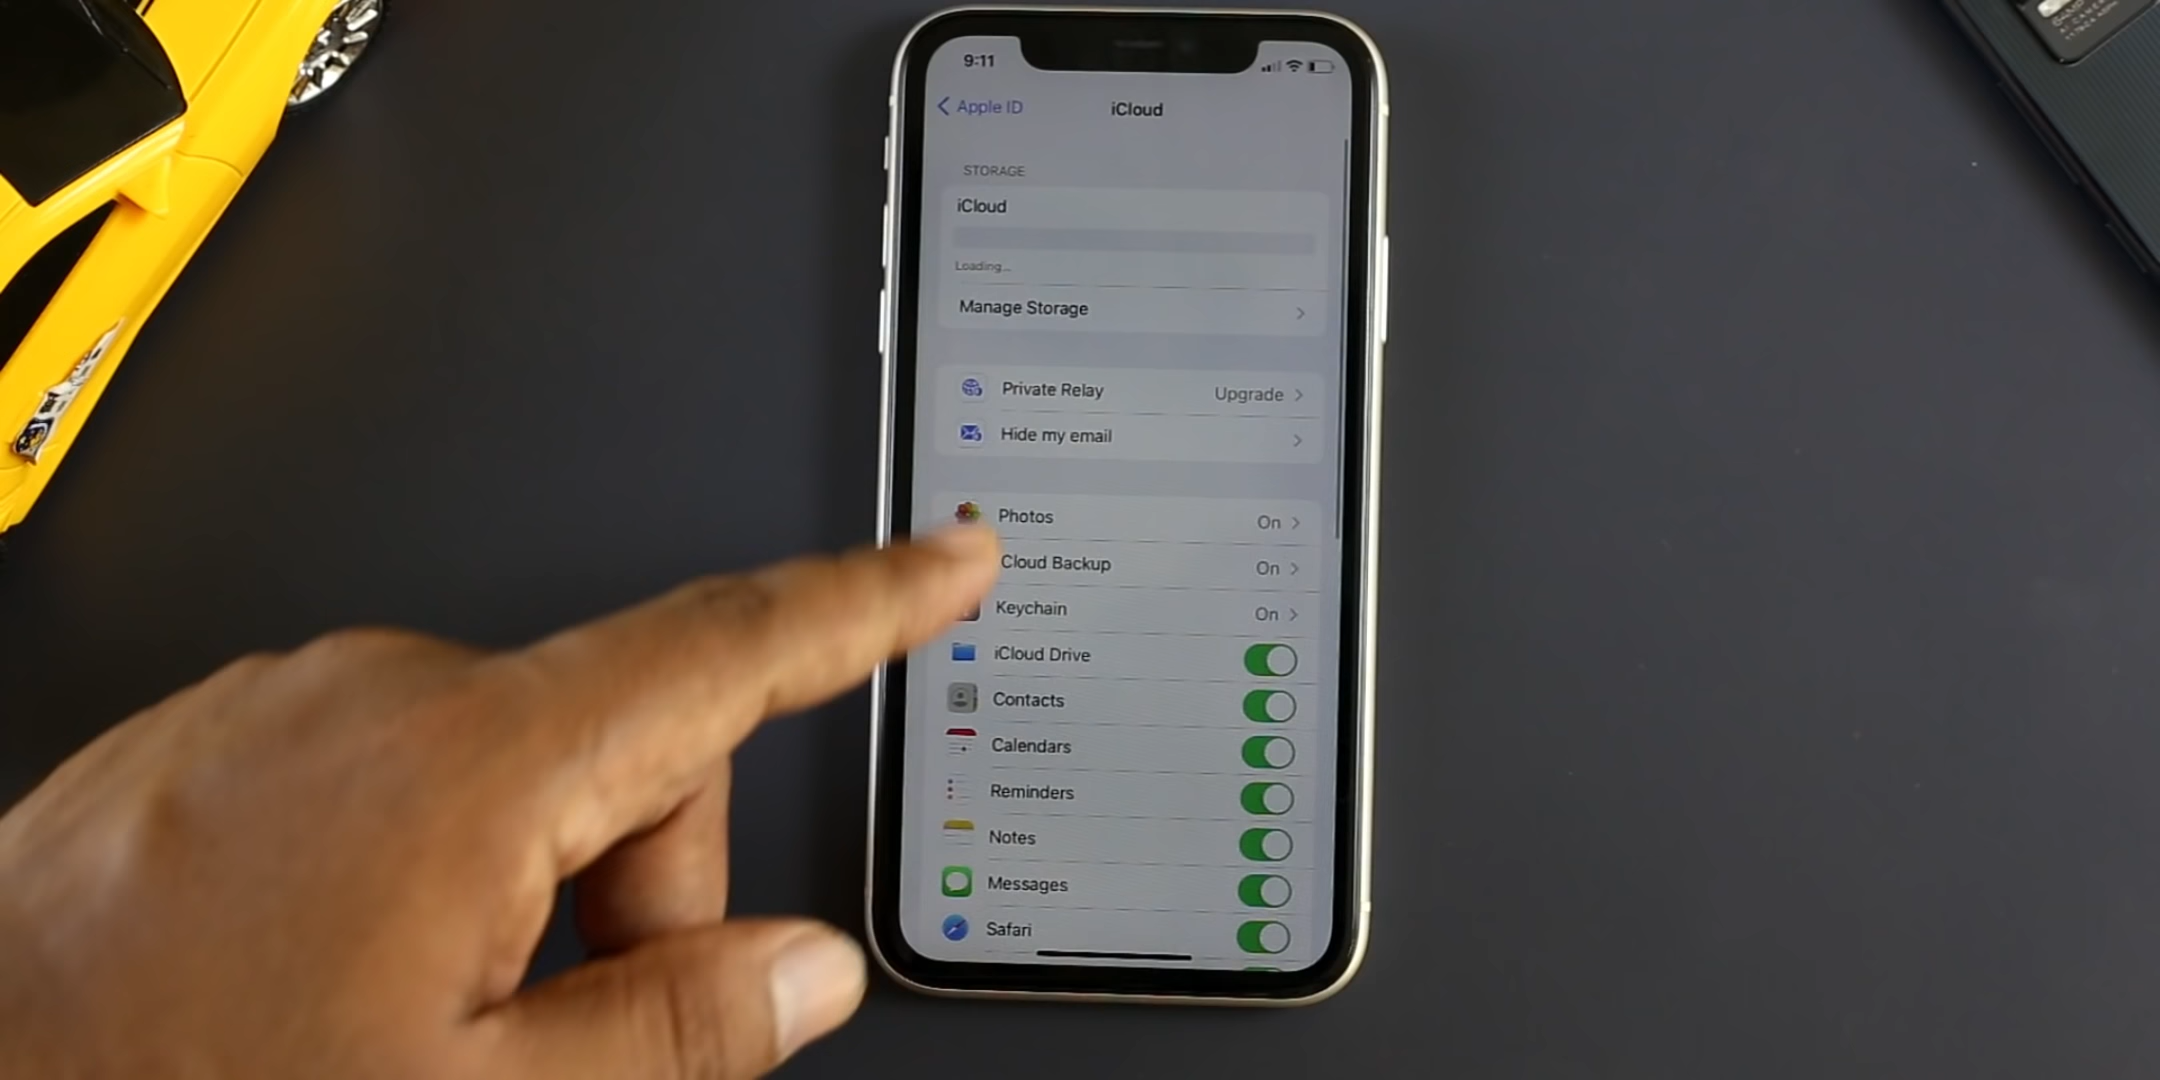 9:11
Apple ID
iCloud
STORAGE
iCloud
Loading...
Manage Storage
Private Relay
Upgrade
Hide my email
Photos
On
Cloud Backup
On
Keychain
On
iCloud Drive
Contacts
Calendars
Reminders
Notes
Messages
Safari